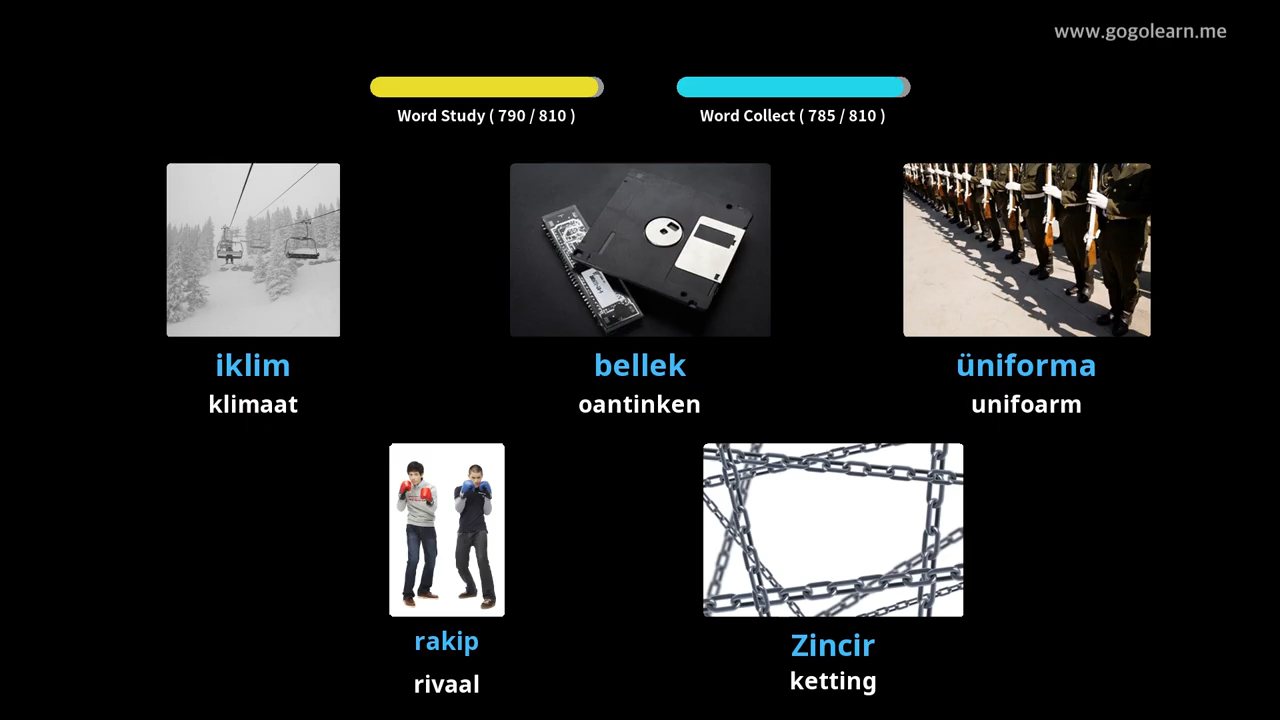 www.gogolearn.me
Word Study ( 790 / 810 )
Word Collect ( 785 / 810 )
iklim
klimaat
bellek
oantinken
üniforma
unifoarm
rakip
rivaal
Zincir
ketting